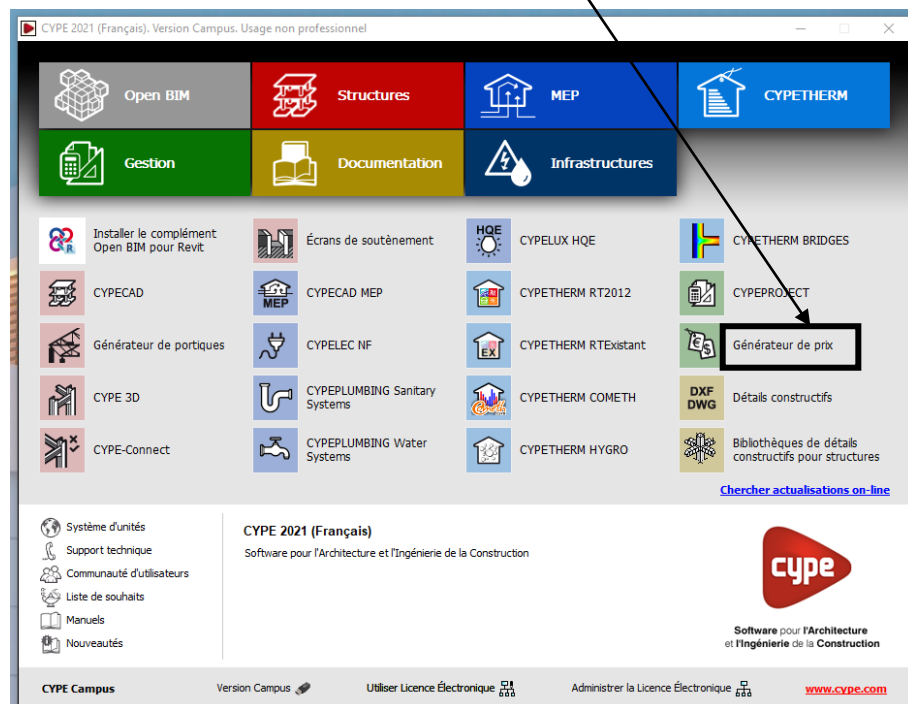 CYPE 2021 (Français). Version Campus. Usage non professionnel
Open BIM
Structures
MEP
CYPETHERM
Gestion
Documentation
Infrastructures
R
Installer le complément
Open BIM pour Revit
Écrans de soutènement
HQE
CYPELUX HQE
CYPETHERM BRIDGES
CYPECAD
MEP
CYPECAD MEP
CYPETHERM RT2012
CYPEPROJECT
Générateur de portiques
CYPELEC NF
EX
CYPETHERM RTExistant
€ $
Générateur de prix
CYPE 3D
CYPEPLUMBING Sanitary
Systems
Cometh
CYPETHERM COMETH
DXF
DWG
Détails constructifs
CYPE-Connect
CYPEPLUMBING Water
Systems
CYPETHERM HYGRO
Bibliothèques de détails
constructifs pour structures
Chercher actualisations on-line
Système d'unités
Support technique
Communauté d'utilisateurs
Liste de souhaits
Manuels
Nouveautés
CYPE 2021 (Français)
Software pour l'Architecture et l'Ingénierie de la Construction
cype
Software pour l'Architecture
et l'Ingénierie de la Construction
CYPE Campus
Version Campus
Utiliser Licence Électronique
Administrer la Licence Électronique
www.cype.com